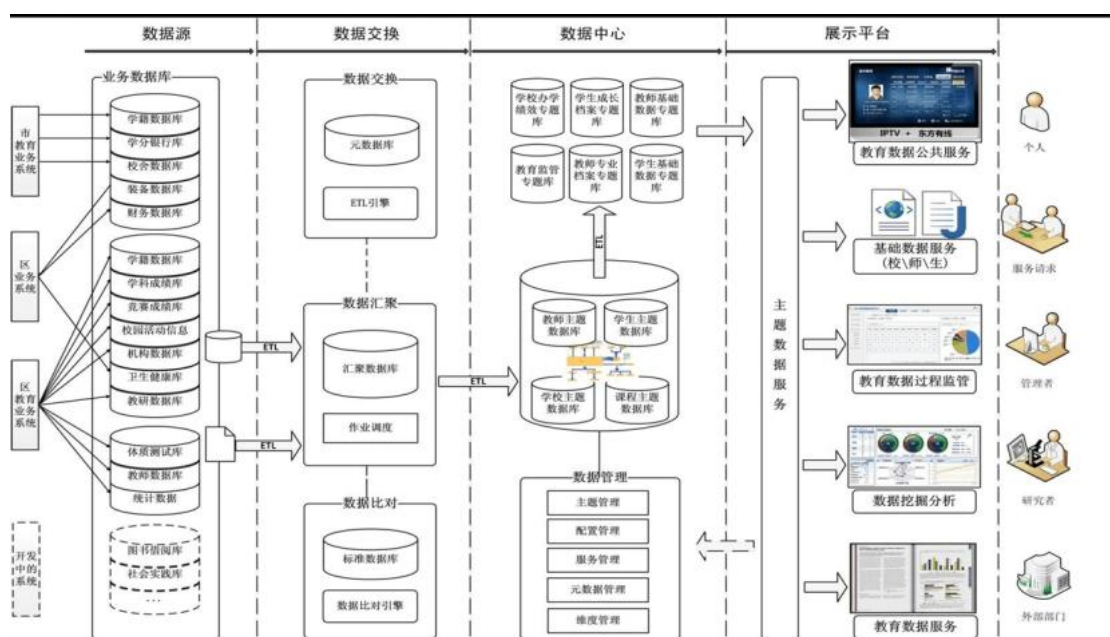 数据源
数据交换
数据中心
展示平台
市
教育
业务
系统
区
业务
系统
区
教育
业务
系统
开发
中的
系统
业务数据库
学籍数据库
学分银行库
校舍数据库
装备数据库
财务数据库
学籍数据库
学科成绩库
竞赛成绩库
校园活动信息
机构数据库
卫生健康库
教研数据库
体质测试库
教师数据库
统计数据
图书借阅库
社会实践库
...
ETL
ETL
数据交换
元数据库
ETL引擎
数据汇聚
汇聚数据库
作业调度
数据比对
标准数据库
数据比对引擎
ETL
学校办学
绩效专题
库
学生成长
档案专题
库
教师基础
数据专题
库
教育监管
专题库
教师专业
档案专题
库
学生基础
数据专题
库
ETL
教师主题
数据库
学生主题
数据库
学校主题
数据库
课程主题
数据库
数据管理
主题管理
配置管理
服务管理
元数据管理
维度管理
主
题
数
据
服
务
IPTV + 东方有线
教育数据公共服务
基础数据服务
(校\师\生)
教育数据过程监管
数据挖掘分析
教育数据服务
个人
服务请求
管理者
研究者
外部部门